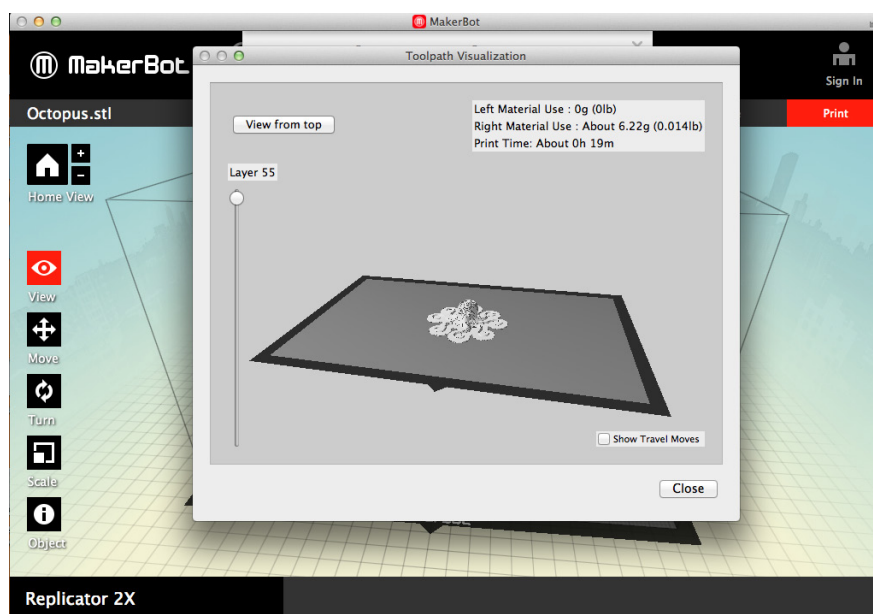 MakerBot
MakerBot
Toolpath Visualization
Sign In
Octopus.stl
Print
View from top
Left Material Use : 0g (0lb)
Right Material Use : About 6.22g (0.014lb)
Print Time: About 0h 19m
Layer 55
Home View
View
Move
Turn
Scale
Object
Show Travel Moves
Close
Replicator 2X